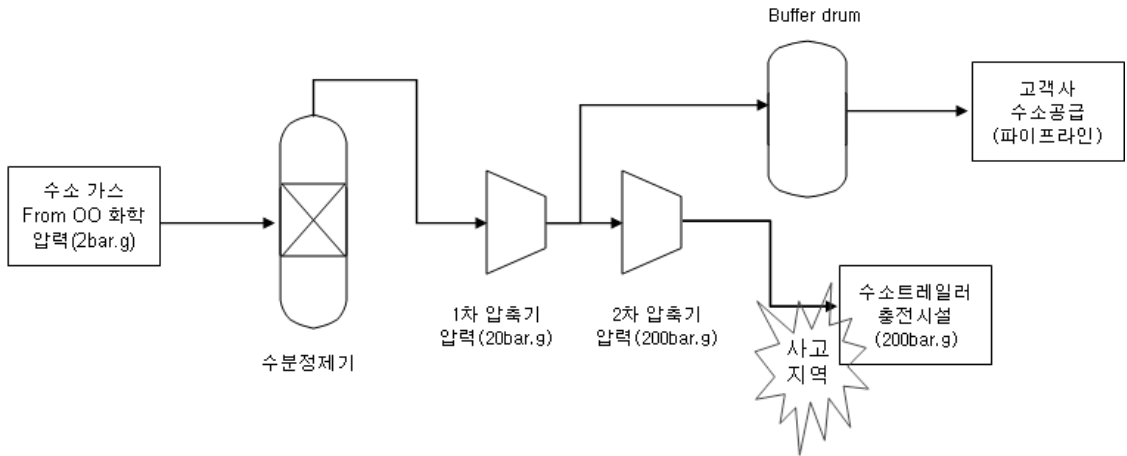 Buffer drum
고객사
수소공급
(파이프라인)
수소 가스
From OO 화학
압력(2bar.g)
수분정제기
1차 압축기
압력(20bar.g)
2차 압축기
압력(200bar.g)
수소트레일러
충전시설
(200bar.g)
사고
지역